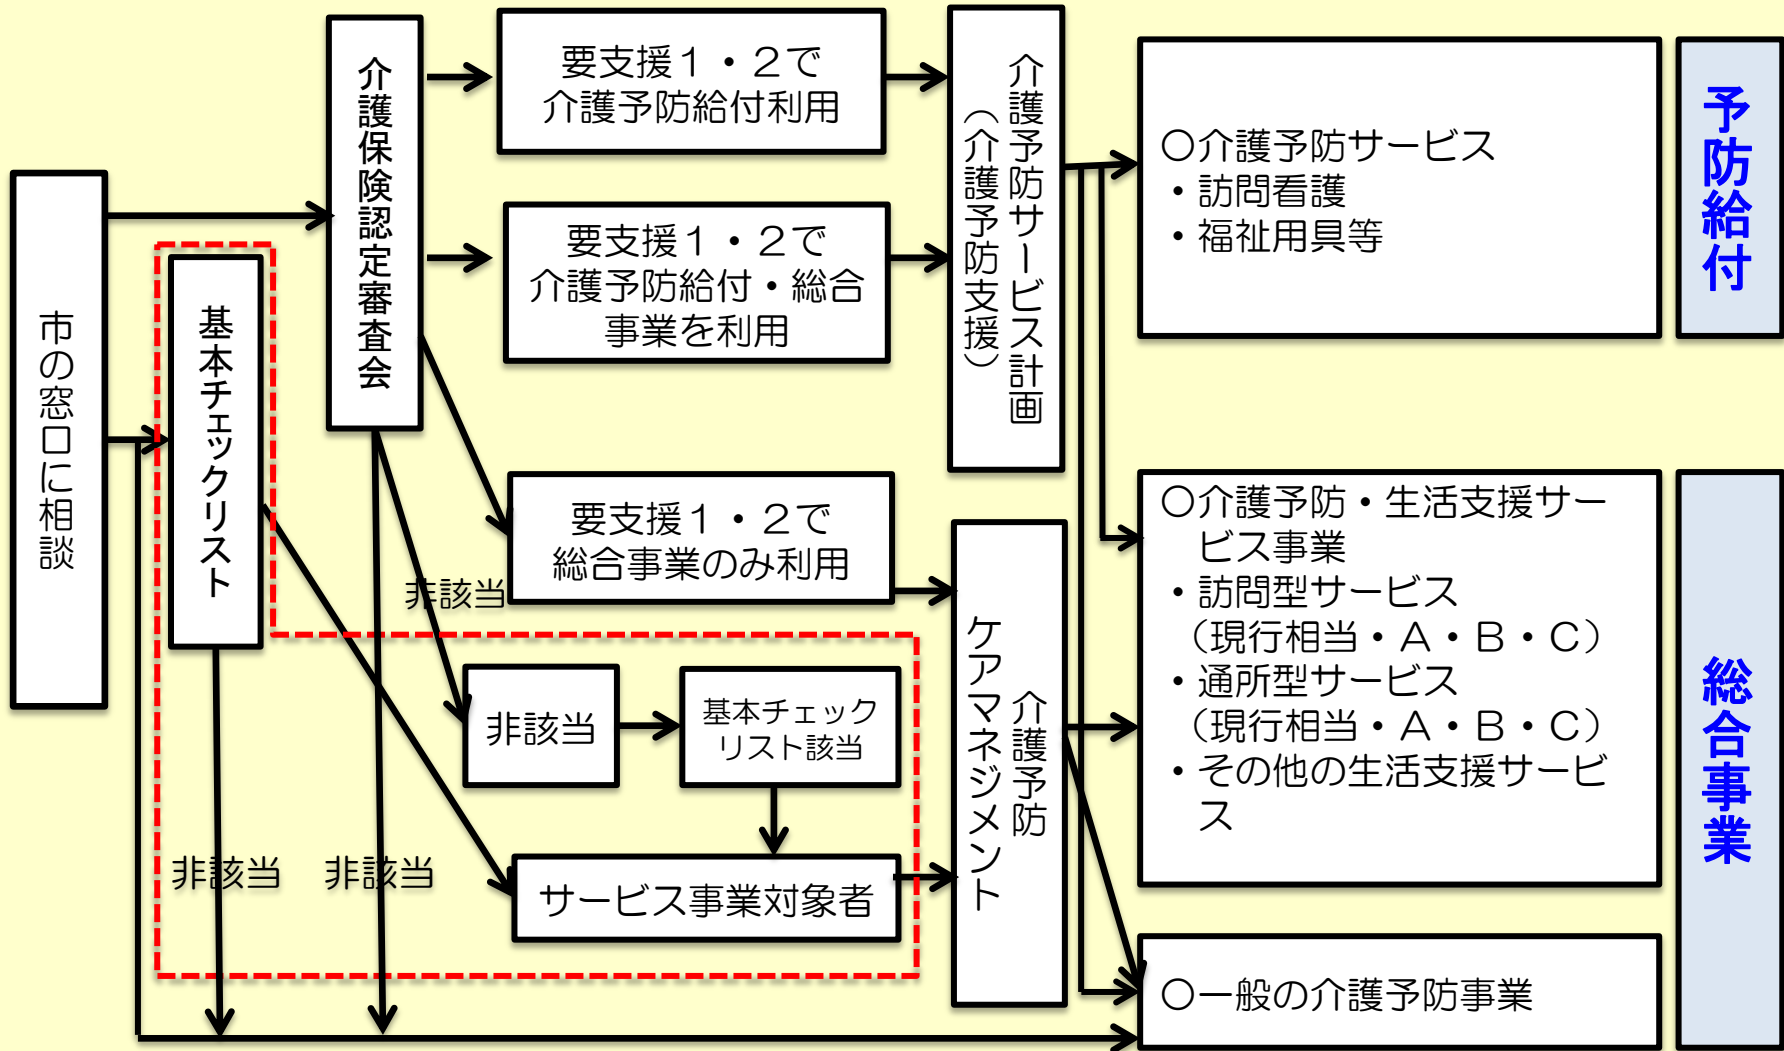 市の窓口に相談
基本チェックリスト
介護保険認定審査会
要支援１・２で
介護予防給付利用
要支援１・２で
介護予防給付・総合
事業を利用
要支援１・２で
総合事業のみ利用
非該当
非該当
基本チェック
リスト該当
サービス事業対象者
非該当
非該当
介護予防サービス計画
（介護予防支援）
介護予防
ケアマネジメント
〇介護予防サービス
・訪問看護
・福祉用具等
〇介護予防・生活支援サー
ビス事業
・訪問型サービス
（現行相当・Ａ・Ｂ・Ｃ）
・通所型サービス
（現行相当・Ａ・Ｂ・Ｃ）
・その他の生活支援サービ
ス
〇一般の介護予防事業
予防給付
総合事業